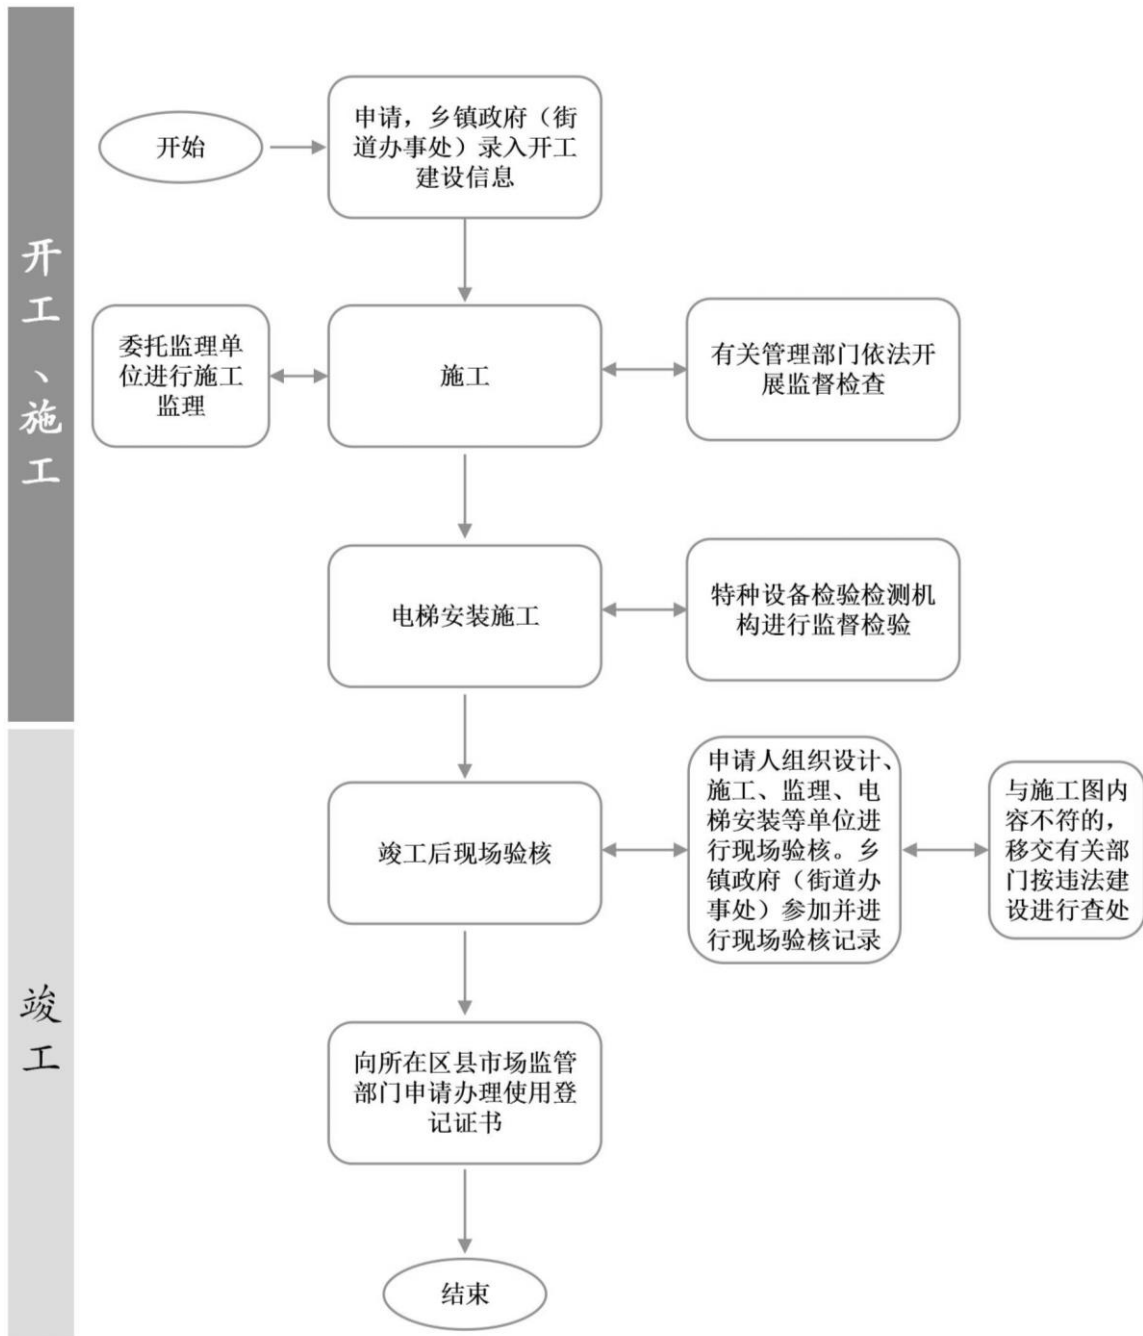 开工、施工
开始
申请，乡镇政府（街
道办事处）录入开工
建设信息
委托监理单
位进行施工
监理
施工
有关管理部门依法开
展监督检查
电梯安装施工
特种设备检验检测机
构进行监督检验
竣工
竣工后现场验核
申请人组织设计、
施工、监理、电
梯安装等单位进
行现场验核。乡
镇政府（街道办
事处）参加并进
行现场验核记录
与施工图内
容不符的，
移交有关部
门按违法建
设进行查处
向所在区县市场监管
部门申请办理使用登
记证书
结束